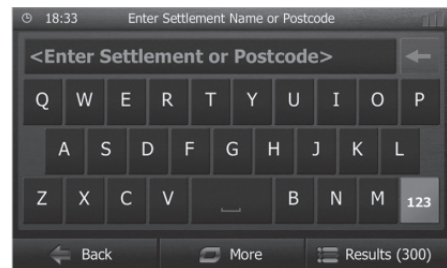 18:33 Enter Settlement Name or Postcode
<Enter Settlement or Postcode>
Q W E R T Y U I O P
A S D F G H J K L
Z X C V B N M 123
Back More Results (300)